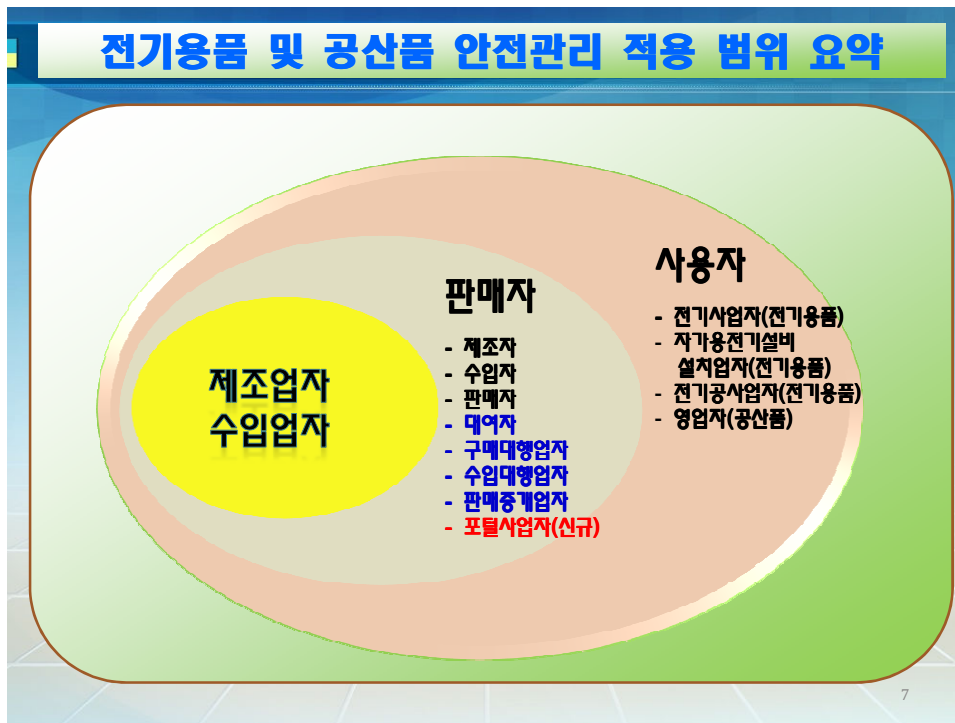 전기용품 및 공산품 안전관리 적용 범위 요약
제조업자
수입업자
판매자
- 제조자
- 수입자
- 판매자
- 대여자
- 구매대행업자
- 수입대행업자
- 판매중개업자
- 포털사업자(신규)
사용자
- 전기사업자(전기용품)
- 자가용전기설비
설치업자(전기용품)
- 전기공사업자(전기용품)
- 영업자(공산품)
7